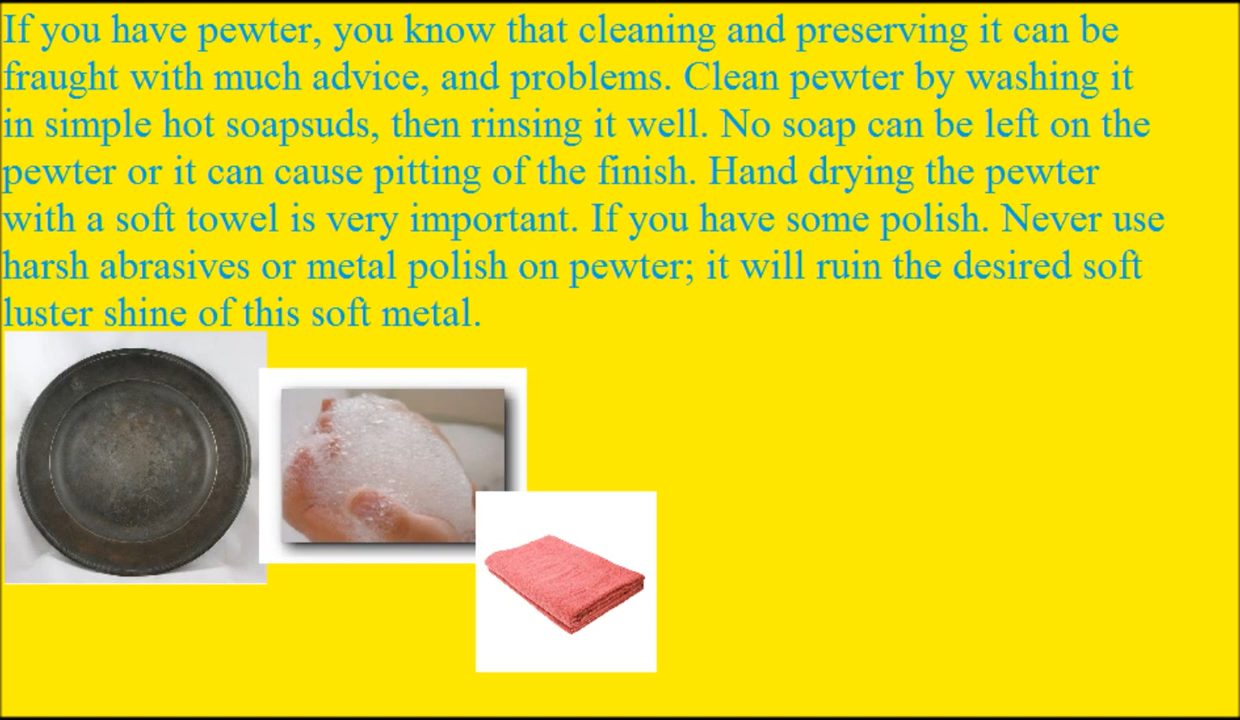 If you have pewter, you know that cleaning and preserving it can be
fraught with much advice, and problems. Clean pewter by washing it
in simple hot soapsuds, then rinsing it well. No soap can be left on the
pewter or it can cause pitting of the finish. Hand drying the pewter
with a soft towel is very important. If you have some polish. Never use
harsh abrasives or metal polish on pewter; it will ruin the desired soft
luster shine of this soft metal.